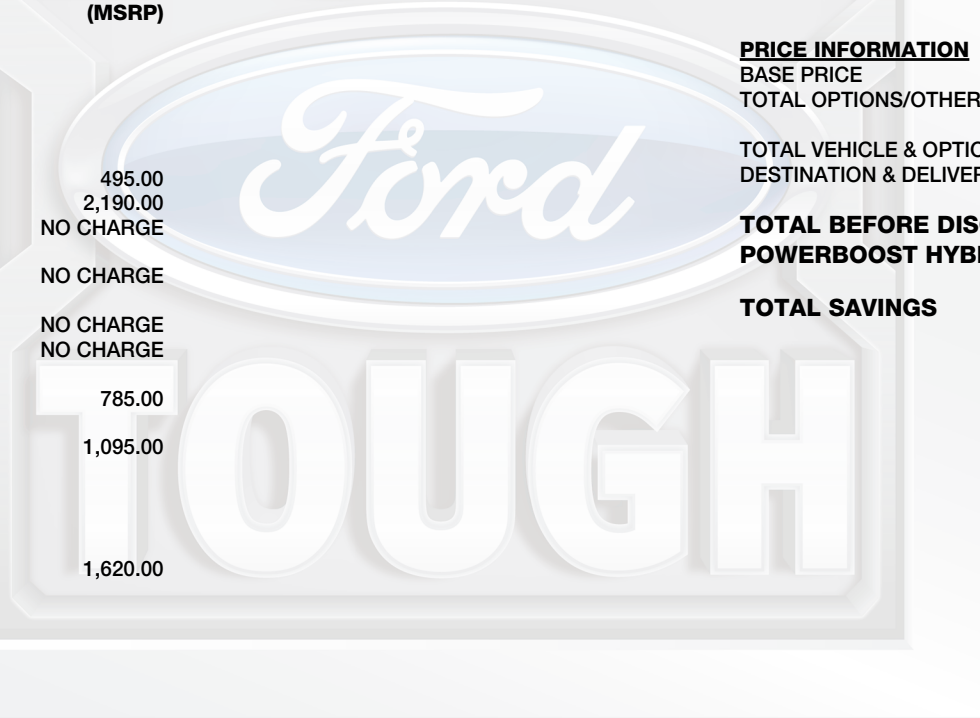 (MSRP)
495.00
2,190.00
NO CHARGE
NO CHARGE
NO CHARGE
NO CHARGE
785.00
1,095.00
1,620.00
PRICE INFORMATION
BASE PRICE
TOTAL OPTIONS/OTHER
TOTAL VEHICLE & OPTIO
DESTINATION & DELIVER
TOTAL BEFORE DIS
POWERBOOST HYB
TOTAL SAVINGS
Ford
TOUGH